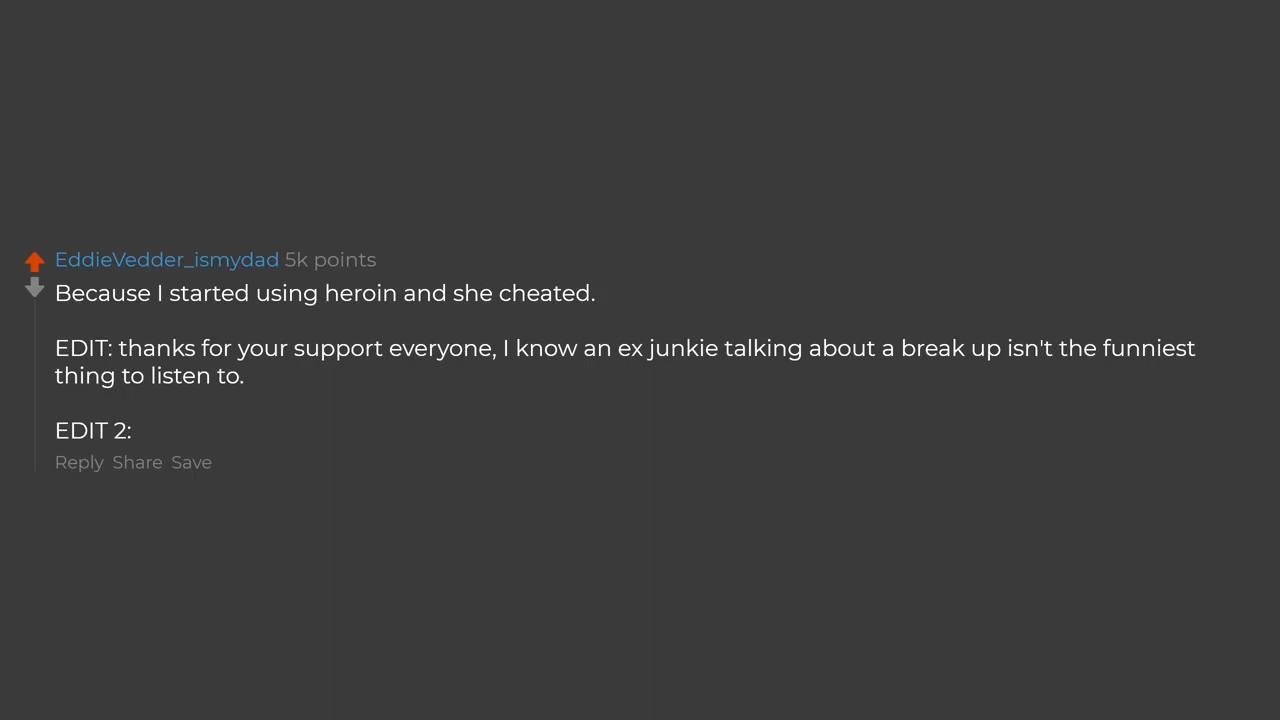 EddieVedder_ismydad 5k points
Because I started using heroin and she cheated.
EDIT: thanks for your support everyone, I know an ex junkie talking about a break up isn't the funniest
thing to listen to.
EDIT 2:
Reply Share Save